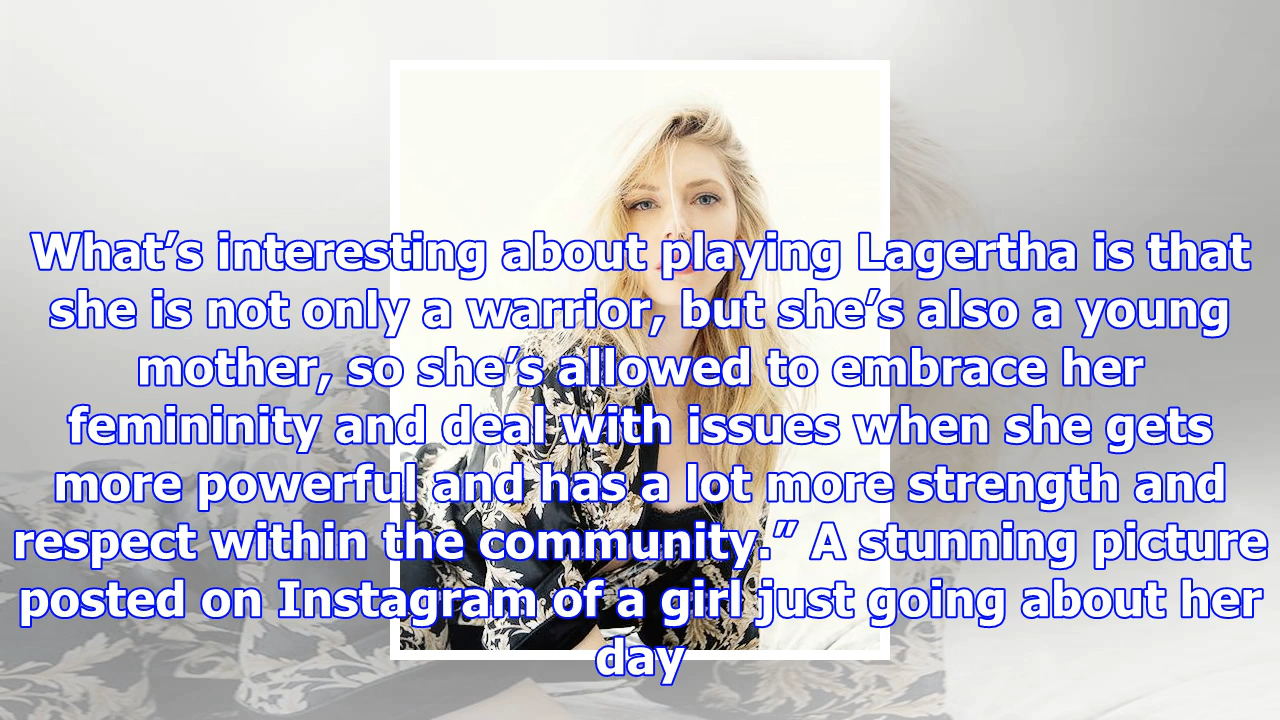 What’s interesting about playing Lagertha is that
she is not only a warrior, but she’s also a young
mother, so she’s allowed to embrace her
femininity and deal with issues when she gets
more powerful and has a lot more strength and
respect within the community.” A stunning picture
posted on Instagram of a girl just going about her
day